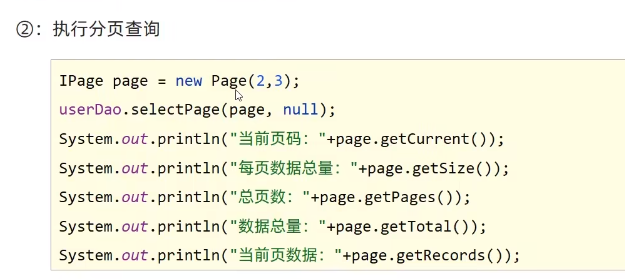 ②：执行分页查询
IPage page = new Page(2,3);
userDao.selectPage(page, null);
System.out.println("当前页码："+page.getCurrent());
System.out.println("每页数据总量："+page.getSize());
System.out.println("总页数："+page.getPages());
System.out.println("数据总量："+page.getTotal());
System.out.println("当前页数据："+page.getRecords());